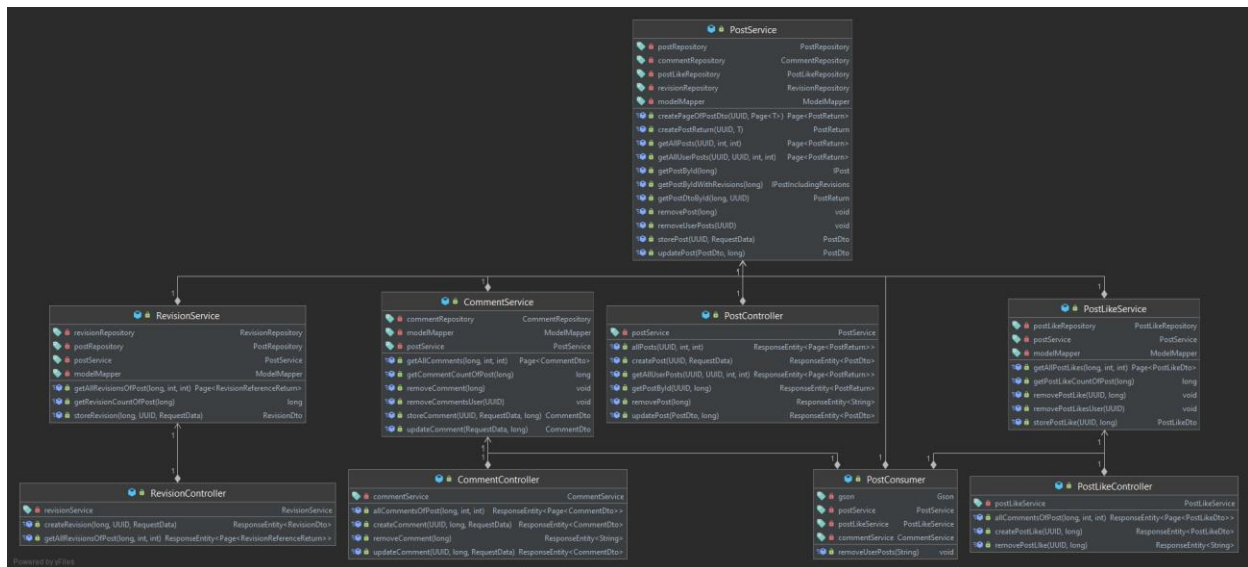 PostService
postRepository PostRepository
commentRepository CommentRepository
postLikeRepository PostLikeRepository
revisionRepository RevisionRepository
modelMapper ModelMapper
createPageOfPostDto(UUID, Page<T>) Page<PostReturn>
createPostReturn(UUID, T) PostReturn
getAllPosts(UUID, int, int) Page<PostReturn>
getAllUserPosts(UUID, UUID, int, int) Page<PostReturn>
getPostById(long) IPost
getPostByIdWithRevisions(long) IPostIncludingRevisions
getPostDtoById(long, UUID) PostReturn
removePost(long) void
removeUserPosts(UUID) void
storePost(UUID, RequestData) PostDto
updatePost(PostDto, long) PostDto
1 1 1 1 1
1 1 1 1 1
RevisionService
revisionRepository RevisionRepository
postRepository PostRepository
postService PostService
modelMapper ModelMapper
getAllRevisionsOfPost(long, int, int) Page<RevisionReferenceReturn>
getRevisionCountOfPost(long) long
storeRevision(long, UUID, RequestData) RevisionDto
CommentService
commentRepository CommentRepository
modelMapper ModelMapper
postService PostService
getAllComments(long, int, int) Page<CommentDto>
getCommentCountOfPost(long) long
removeComment(long) void
removeCommentsUser(UUID) void
storeComment(UUID, RequestData, long) CommentDto
updateComment(RequestData, long) CommentDto
PostController
postService PostService
allPosts(UUID, int, int) ResponseEntity<Page<PostReturn>>
createPost(UUID, RequestData) ResponseEntity<PostDto>
getAllUserPosts(UUID, UUID, int, int) ResponseEntity<Page<PostReturn>>
getPostById(UUID, long) ResponseEntity<PostReturn>
removePost(long) ResponseEntity<String>
updatePost(PostDto, long) ResponseEntity<PostDto>
PostLikeService
postLikeRepository PostLikeRepository
postService PostService
modelMapper ModelMapper
getAllPostLikes(long, int, int) Page<PostLikeDto>
getPostLikeCountOfPost(long) long
removePostLike(UUID, long) void
removePostLikesUser(UUID) void
storePostLike(UUID, long) PostLikeDto
RevisionController
revisionService RevisionService
createRevision(long, UUID, RequestData) ResponseEntity<RevisionDto>
getAllRevisionsOfPost(long, int, int) ResponseEntity<Page<RevisionReferenceReturn>>
CommentController
commentService CommentService
allCommentsOfPost(long, int, int) ResponseEntity<Page<CommentDto>>
createComment(UUID, long, RequestData) ResponseEntity<CommentDto>
removeComment(long) ResponseEntity<String>
updateComment(UUID, long, RequestData) ResponseEntity<CommentDto>
PostConsumer
gson Gson
postService PostService
postLikeService PostLikeService
commentService CommentService
removeUserPosts(String) void
PostLikeController
postLikeService PostLikeService
allCommentsOfPost(long, int, int) ResponseEntity<Page<PostLikeDto>>
createPostLike(UUID, long) ResponseEntity<PostLikeDto>
removePostLIke(UUID, long) ResponseEntity<String>
Powered by yFiles